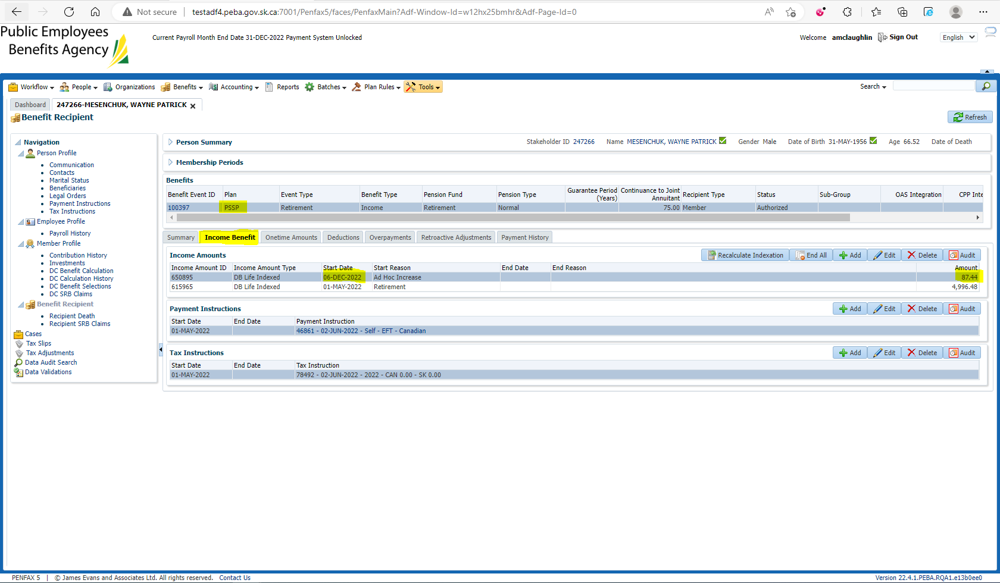 Not secure | testadf4.peba.gov.sk.ca:7001/Penfax5/faces/PenfaxMain?Adf-Window-Id=w12hx25bmhr&Adf-Page-Id=0
Public Employees
Benefits Agency
Current Payroll Month End Date 31-DEC-2022 Payment System Unlocked
Welcome amclaughlin Sign Out English
Workflow People Organizations Benefits Accounting Reports Batches Plan Rules Tools Search
Dashboard 247266-MESENCHUK, WAYNE PATRICK
Benefit Recipient Refresh
Navigation
Person Profile
Communication
Contacts
Marital Status
Beneficiaries
Legal Orders
Payment Instructions
Tax Instructions
Employee Profile
Payroll History
Member Profile
Contribution History
Investments
DC Benefit Calculation
DC Calculation History
DC Benefit Selections
DC SRB Claims
Benefit Recipient
Recipient Death
Recipient SRB Claims
Cases
Tax Slips
Tax Adjustments
Data Audit Search
Data Validations
Person Summary Stakeholder ID 247266 Name MESENCHUK, WAYNE PATRICK Gender Male Date of Birth 31-MAY-1956 Age 66.52 Date of Death
Membership Periods
Benefits
Benefit Event ID Plan Event Type Benefit Type Pension Fund Pension Type Guarantee Period (Years) Continuance to Joint Annuitant Recipient Type Status Sub-Group OAS Integration CPP Inte
100397 PSSP Retirement Income Retirement Normal 75.00 Member Authorized
Summary Income Benefit Onetime Amounts Deductions Overpayments Retroactive Adjustments Payment History
Income Amounts Recalculate Indexation End All Add Edit Delete Audit
Income Amount ID Income Amount Type Start Date Start Reason End Date End Reason Amount
650895 DB Life Indexed 06-DEC-2022 Ad Hoc Increase 87.44
615965 DB Life Indexed 01-MAY-2022 Retirement 4,996.48
Payment Instructions Add Edit Delete Audit
Start Date End Date Payment Instruction
01-MAY-2022 46861 - 02-JUN-2022 - Self - EFT - Canadian
Tax Instructions Add Edit Delete Audit
Start Date End Date Tax Instruction
01-MAY-2022 78492 - 02-JUN-2022 - 2022 - CAN 0.00 - SK 0.00
PENFAX 5 | © James Evans and Associates Ltd. All rights reserved. Contact Us Version 22.4.1.PEBA.RQA1.e13b0ee0